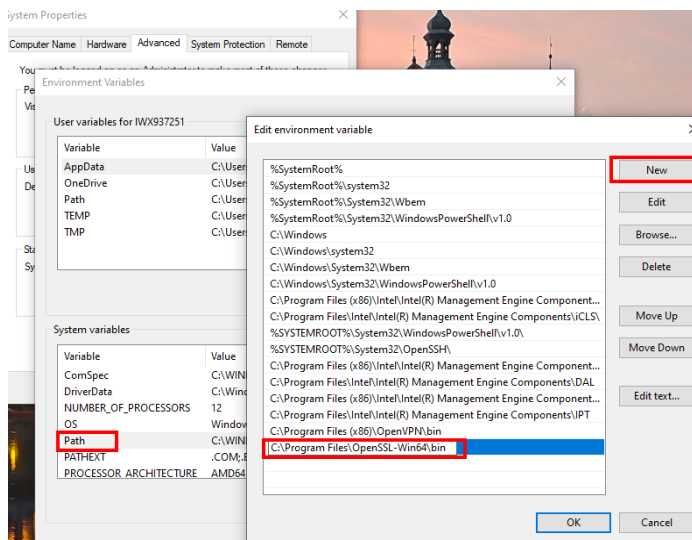 System Properties
Computer Name Hardware Advanced System Protection Remote
Environment Variables
User variables for IWX937251
Variable Value
AppData C:\User
OneDrive C:\User
Path C:\User
TEMP C:\User
TMP C:\User
System variables
Variable Value
ComSpec C:\WIN
DriverData C:\Wind
NUMBER_OF_PROCESSORS 12
OS Window
Path C:\WIN
PATHEXT .COM;.E
PROCESSOR ARCHITECTURE AMD64
Edit environment variable
%SystemRoot%
%SystemRoot%\system32
%SystemRoot%\System32\Wbem
%SystemRoot%\System32\WindowsPowerShell\v1.0
C:\Windows
C:\Windows\system32
C:\Windows\System32\Wbem
C:\Windows\System32\WindowsPowerShell\v1.0
C:\Program Files (x86)\Intel\Intel(R) Management Engine Component...
C:\Program Files\Intel\Intel(R) Management Engine Components\iCLS\
%SYSTEMROOT%\System32\WindowsPowerShell\v1.0\
%SYSTEMROOT%\System32\OpenSSH\
C:\Program Files (x86)\Intel\Intel(R) Management Engine Component...
C:\Program Files\Intel\Intel(R) Management Engine Components\DAL
C:\Program Files (x86)\Intel\Intel(R) Management Engine Component...
C:\Program Files\Intel\Intel(R) Management Engine Components\IPT
C:\Program Files (x86)\OpenVPN\bin
C:\Program Files\OpenSSL-Win64\bin
New
Edit
Browse...
Delete
Move Up
Move Down
Edit text...
OK Cancel